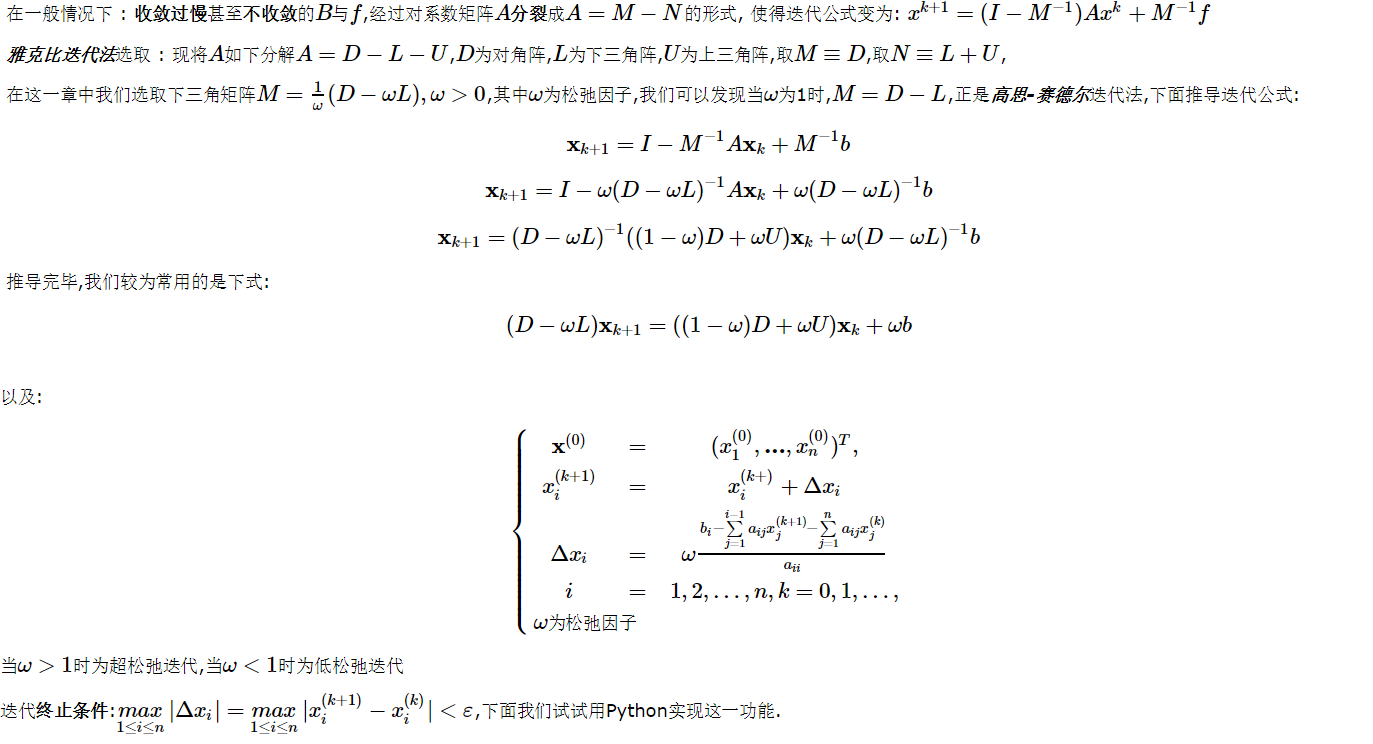 在一般情况下 : 收敛过慢甚至不收敛的$B$与$f$,经过对系数矩阵$A$分裂成$A = M - N$的形式, 使得迭代公式变为: $x^{k+1} = (I - M^{-1})Ax^k + M^{-1}f$
雅克比迭代法选取 : 现将$A$如下分解$A = D - L - U$,$D$为对角阵,$L$为下三角阵,$U$为上三角阵,取$M \equiv D$,取$N \equiv L + U$,
在这一章中我们选取下三角矩阵$M = \frac{1}{\omega}(D - \omega L), \omega > 0$,其中$\omega$为松弛因子,我们可以发现当$\omega$为1时,$M = D - L$,正是高思-赛德尔迭代法,下面推导迭代公式:
$\mathbf{x}_{k+1} = I - M^{-1}A\mathbf{x}_k + M^{-1}b$
$\mathbf{x}_{k+1} = I - \omega(D - \omega L)^{-1}A\mathbf{x}_k + \omega(D - \omega L)^{-1}b$
$\mathbf{x}_{k+1} = (D - \omega L)^{-1}((1 - \omega)D + \omega U)\mathbf{x}_k + \omega(D - \omega L)^{-1}b$
推导完毕,我们较为常用的是下式:
$(D - \omega L)\mathbf{x}_{k+1} = ((1 - \omega)D + \omega U)\mathbf{x}_k + \omega b$
以及:
$\mathbf{x}^{(0)} = (x_1^{(0)}, \ldots, x_n^{(0)})^T,$
$x_i^{(k+1)} = x_i^{(k+)} + \Delta x_i$
$\Delta x_i = \omega \frac{b_i - \sum_{j=1}^{i-1} a_{ij}x_j^{(k+1)} - \sum_{j=1}^{n} a_{ij}x_j^{(k)}}{a_{ii}}$
$i = 1, 2, \ldots, n, k = 0, 1, \ldots,$
$\omega$为松弛因子
当$\omega > 1$时为超松弛迭代,当$\omega < 1$时为低松弛迭代
迭代终止条件:$\underset{1 \le i \le n}{max}|\Delta x_i| = \underset{1 \le i \le n}{max}|x_i^{(k+1)} - x_i^{(k)}| < \varepsilon$,下面我们试试用Python实现这一功能.